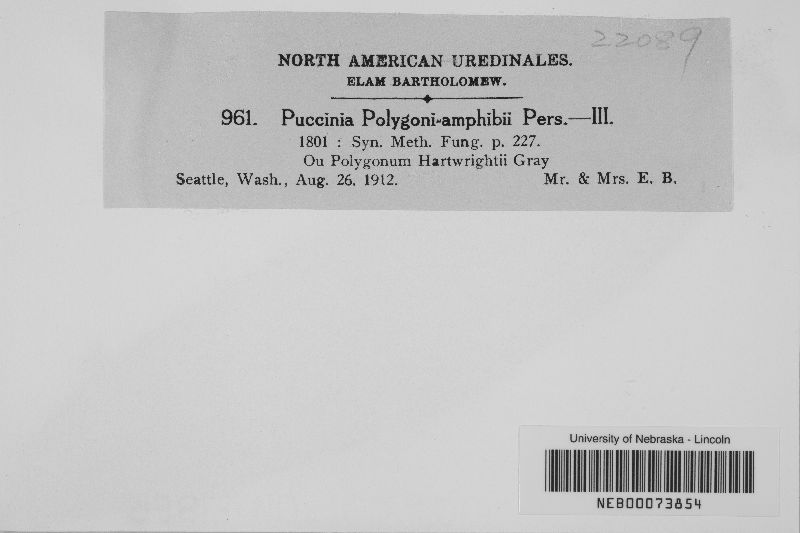 22089
NORTH AMERICAN UREDINALES.
ELAM BARTHOLOMEW.
961. Puccinia Polygoni-amphibii Pers.—III.
1801 : Syn. Meth. Fung. p. 227.
Ou Polygonum Hartwrightii Gray
Seattle, Wash., Aug. 26, 1912. Mr. & Mrs. E. B.
University of Nebraska - Lincoln
NEB00073854